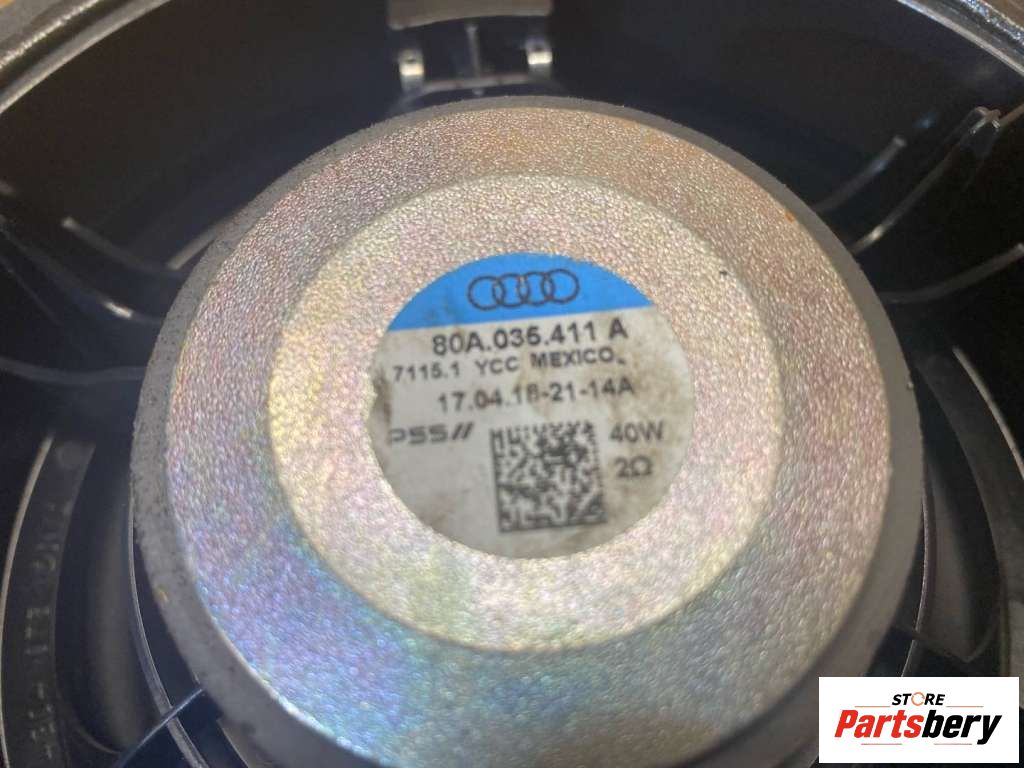 80A.035.411 A
7115.1 YCC MEXICO.
17.04.18-21-14A
PSS//
40W
2Ω
STORE
Partsbery